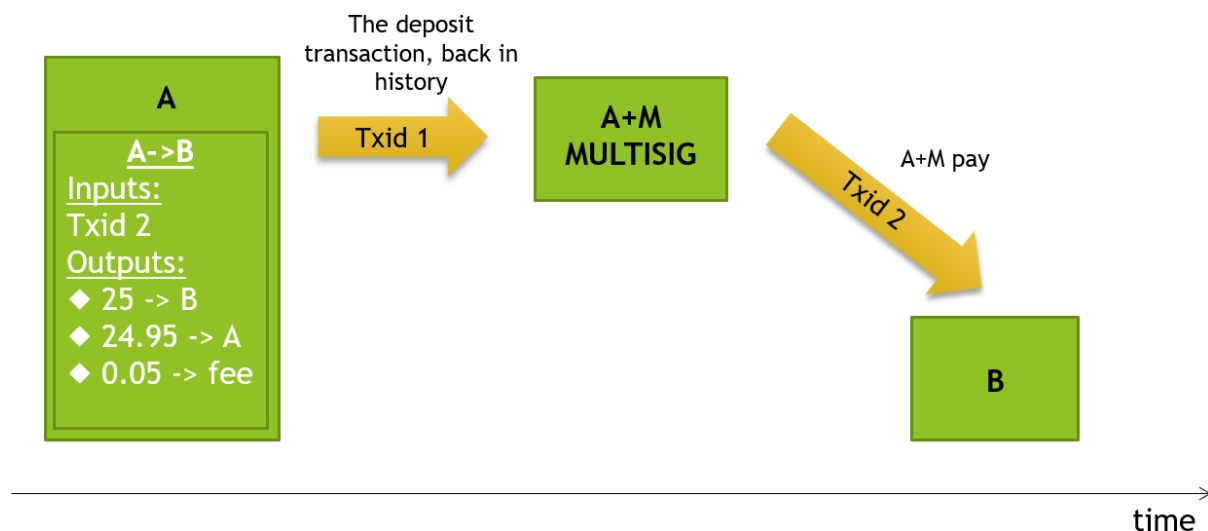 The deposit
transaction, back in
history
A
Txid 1
A+M
MULTISIG
A->B
Inputs:
Txid 2
Outputs:
◆ 25 -> B
◆ 24.95 -> A
◆ 0.05 -> fee
A+M pay
Txid 2
B
time